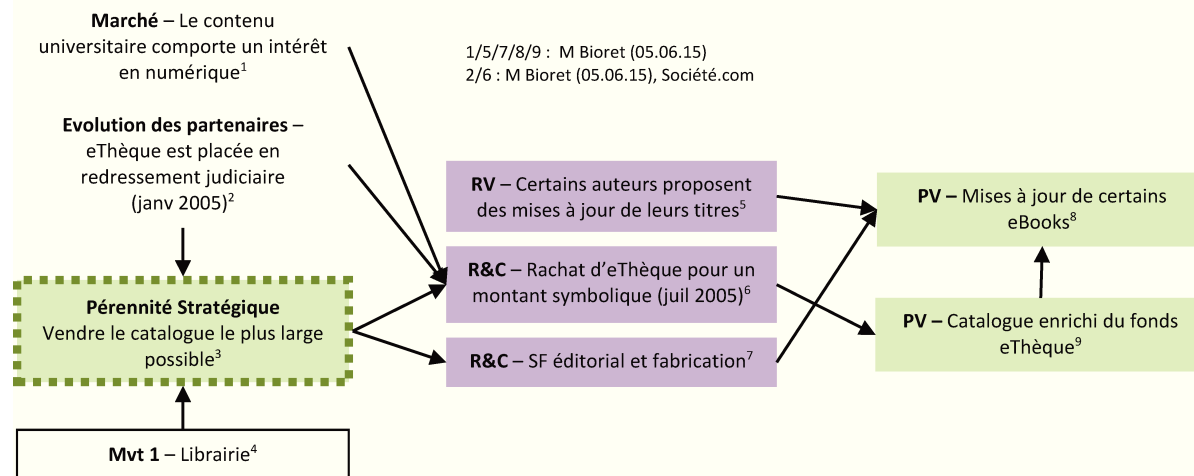 Marché – Le contenu
universitaire comporte un intérêt
en numérique¹
1/5/7/8/9 : M Bioret (05.06.15)
2/6 : M Bioret (05.06.15), Société.com
Evolution des partenaires –
eThèque est placée en
redressement judiciaire
(janv 2005)²
Pérennité Stratégique
Vendre le catalogue le plus large
possible³
Mvt 1 – Librairie⁴
RV – Certains auteurs proposent
des mises à jour de leurs titres⁵
R&C – Rachat d’eThèque pour un
montant symbolique (juil 2005)⁶
R&C – SF éditorial et fabrication⁷
PV – Mises à jour de certains
eBooks⁸
PV – Catalogue enrichi du fonds
eThèque⁹